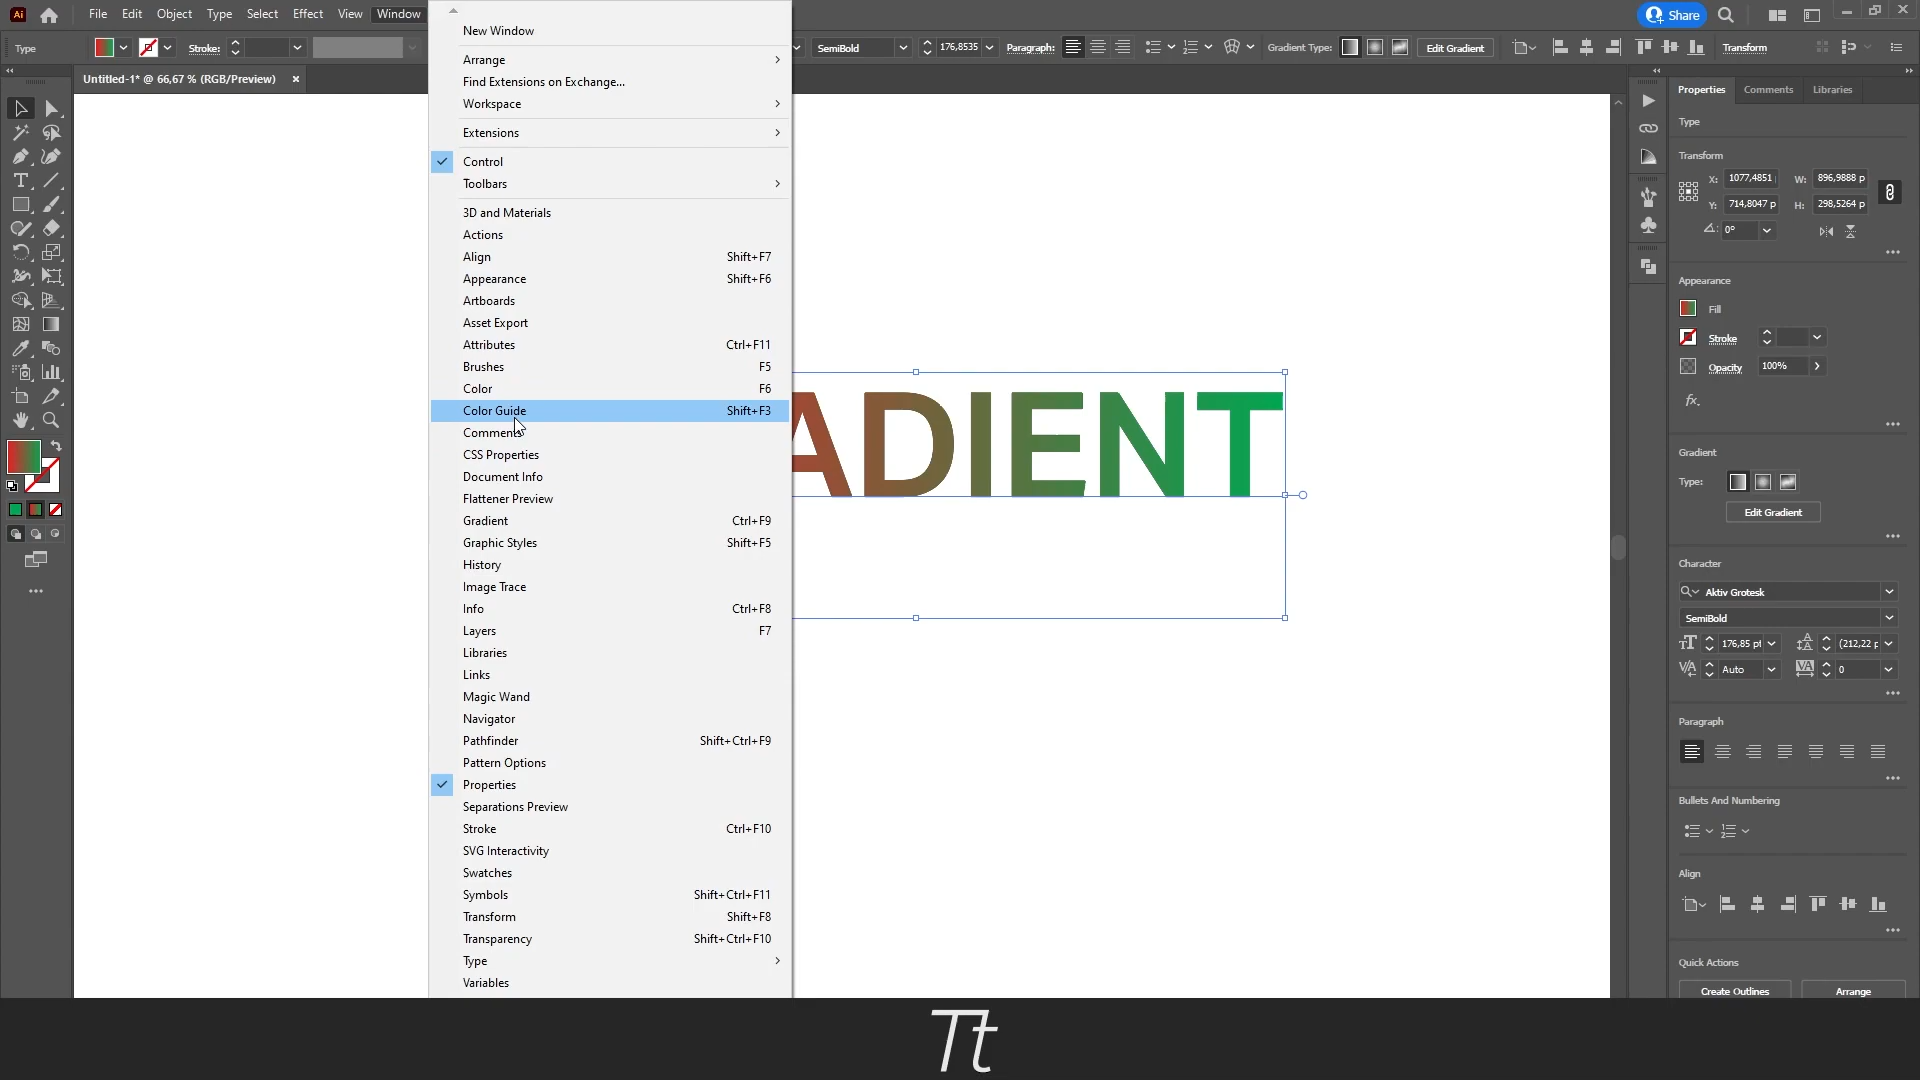 Ai File Edit Object Type Select Effect View Window Share
Type Stroke: SemiBold 176,8535 Paragraph: Gradient Type: Edit Gradient Transform
Untitled-1* @ 66,67 % (RGB/Preview) ×
New Window
Arrange
Find Extensions on Exchange...
Workspace
Extensions
Control
Toolbars
3D and Materials
Actions
Align Shift+F7
Appearance Shift+F6
Artboards
Asset Export
Attributes Ctrl+F11
Brushes F5
Color F6
Color Guide Shift+F3
Comments
CSS Properties
Document Info
Flattener Preview
Gradient Ctrl+F9
Graphic Styles Shift+F5
History
Image Trace
Info Ctrl+F8
Layers F7
Libraries
Links
Magic Wand
Navigator
Pathfinder Shift+Ctrl+F9
Pattern Options
Properties
Separations Preview
Stroke Ctrl+F10
SVG Interactivity
Swatches
Symbols Shift+Ctrl+F11
Transform Shift+F8
Transparency Shift+Ctrl+F10
Type
Variables
ADIENT
Properties Comments Libraries
Type
Transform
X: 1077,4851 W: 896,9888 p
Y: 714,8047 p H: 298,5264 p
0°
Appearance
Fill
Stroke
Opacity 100%
fx.
Gradient
Type:
Edit Gradient
Character
Aktiv Grotesk
SemiBold
176,85 pt (212,22 p
Auto 0
Paragraph
Bullets And Numbering
Align
Quick Actions
Create Outlines Arrange
Tt